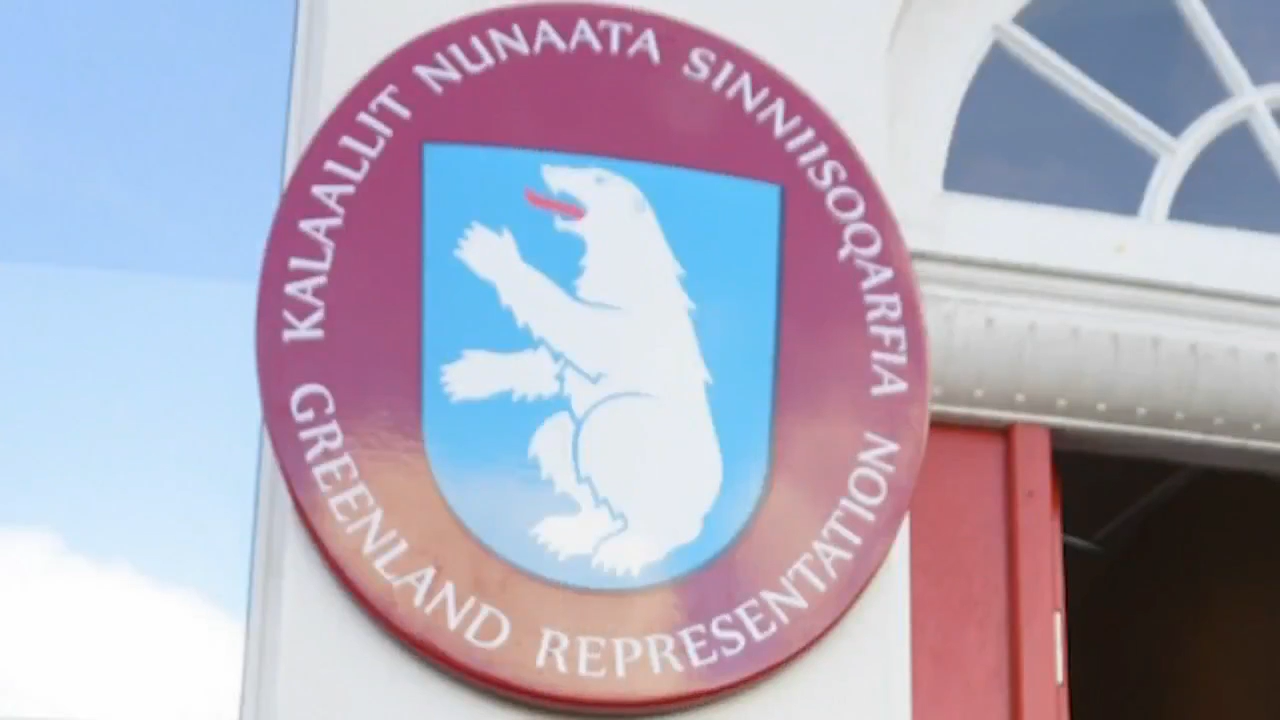 KALAALLIT NUNAATA SINNIISOQARFIA
GREENLAND REPRESENTATION